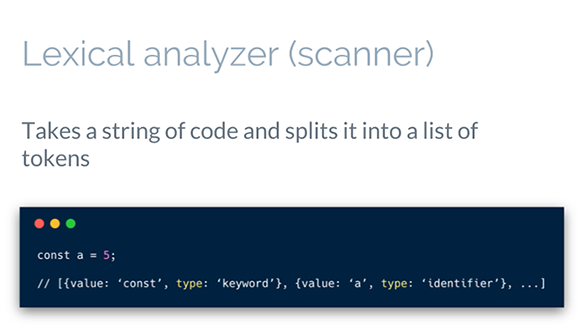 Lexical analyzer (scanner)
Takes a string of code and splits it into a list of
tokens
const a = 5;
// [{value: ‘const’, type: ‘keyword’}, {value: ‘a’, type: ‘identifier’}, ...]